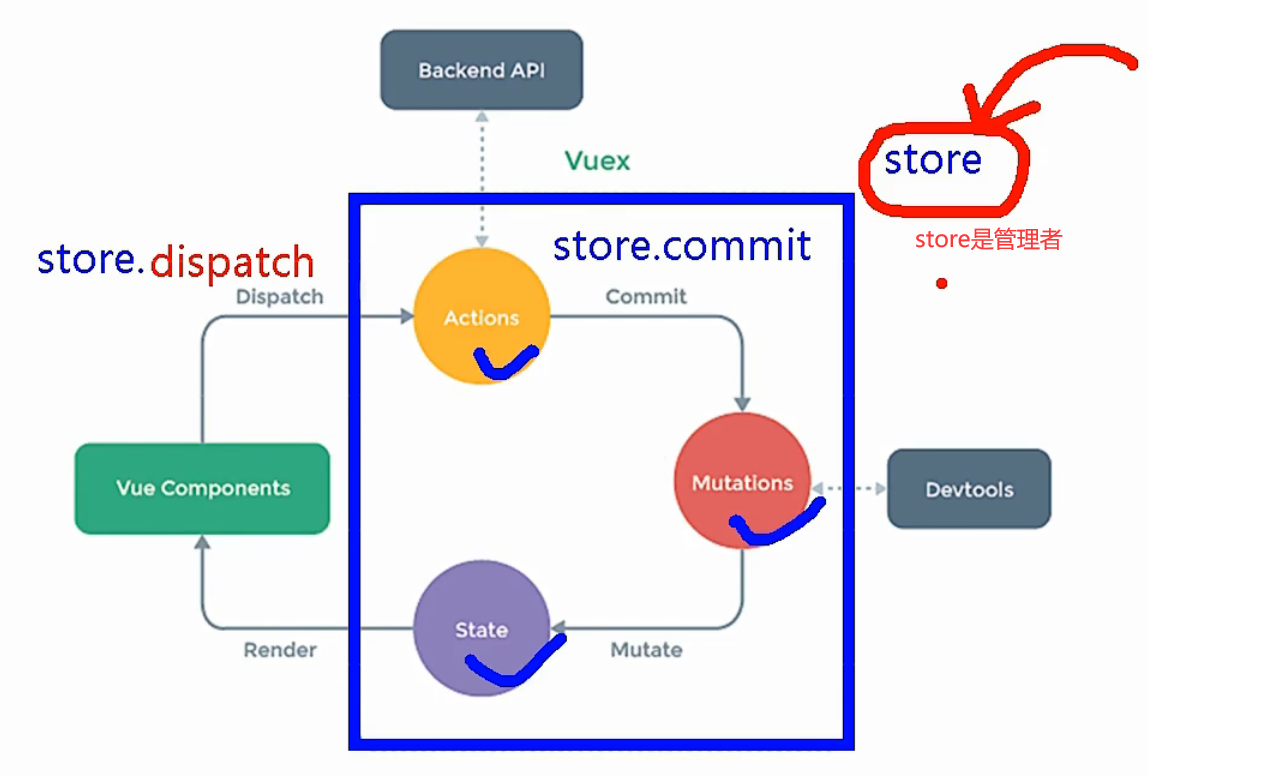 Backend API
Vuex
store
store是管理者
store.dispatch
store.commit
Dispatch
Actions
Commit
Vue Components
Mutations
Devtools
State
Render
Mutate